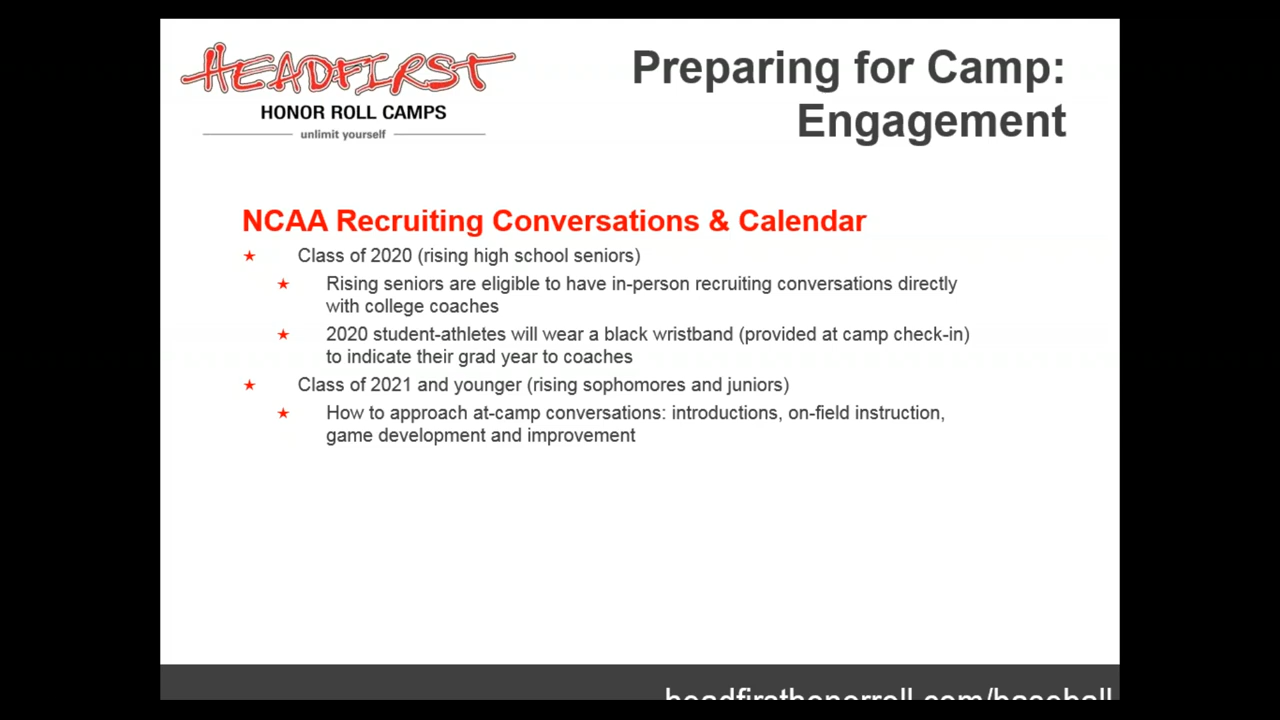 HEADFIRST
HONOR ROLL CAMPS
unlimit yourself
Preparing for Camp:
Engagement
NCAA Recruiting Conversations & Calendar
★ Class of 2020 (rising high school seniors)
★ Rising seniors are eligible to have in-person recruiting conversations directly
with college coaches
★ 2020 student-athletes will wear a black wristband (provided at camp check-in)
to indicate their grad year to coaches
★ Class of 2021 and younger (rising sophomores and juniors)
★ How to approach at-camp conversations: introductions, on-field instruction,
game development and improvement
headfirsthonorroll.com/baseball